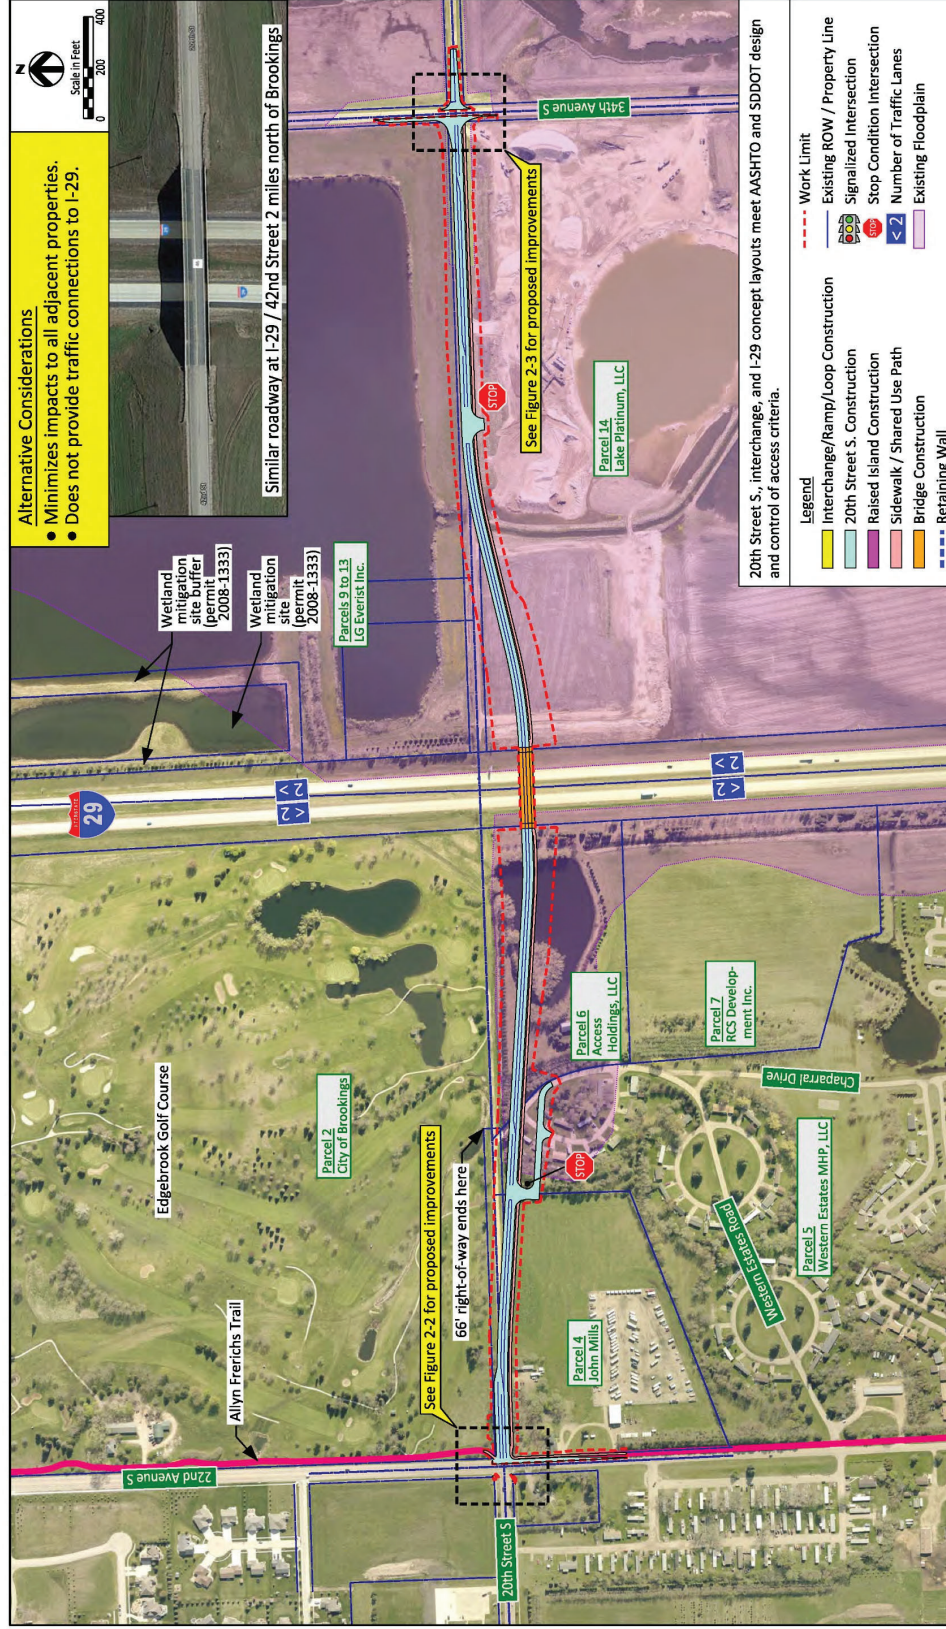 Alternative Considerations
● Minimizes impacts to all adjacent properties.
● Does not provide traffic connections to I-29.
N
Scale in Feet
0 200 400
Similar roadway at I-29 / 42nd Street 2 miles north of Brookings
Wetland
mitigation
site buffer
(permit
2008-1333)
Wetland
mitigation
site
(permit
2008-1333)
Parcels 9 to 13
LG Everist Inc.
INTERSTATE
29
< 2
2 >
< 2
2 >
Edgebrook Golf Course
Parcel 2
City of Brookings
Allyn Frerichs Trail
22nd Avenue S
See Figure 2-2 for proposed improvements
66' right-of-way ends here
20th Street S
STOP
Parcel 4
John Mills
Parcel 5
Western Estates MHP, LLC
Western Estates Road
Chaparral Drive
Parcel 6
Access
Holdings, LLC
Parcel 7
RCS Develop-
ment Inc.
STOP
See Figure 2-3 for proposed improvements
34th Avenue S
Parcel 14
Lake Platinum, LLC
20th Street S., interchange, and I-29 concept layouts meet AASHTO and SDDOT design
and control of access criteria.
Legend
Interchange/Ramp/Loop Construction
20th Street S. Construction
Raised Island Construction
Sidewalk / Shared Use Path
Bridge Construction
Retaining Wall
Work Limit
Existing ROW / Property Line
Signalized Intersection
STOP
Stop Condition Intersection
< 2
Number of Traffic Lanes
Existing Floodplain